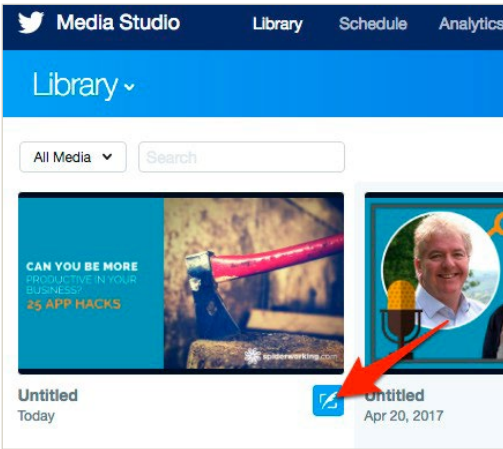 Media Studio Library Schedule Analytics
Library
All Media Search
CAN YOU BE MORE
PRODUCTIVE IN YOUR
BUSINESS?
25 APP HACKS
spiderworking.com
Untitled Untitled
Today Apr 20, 2017